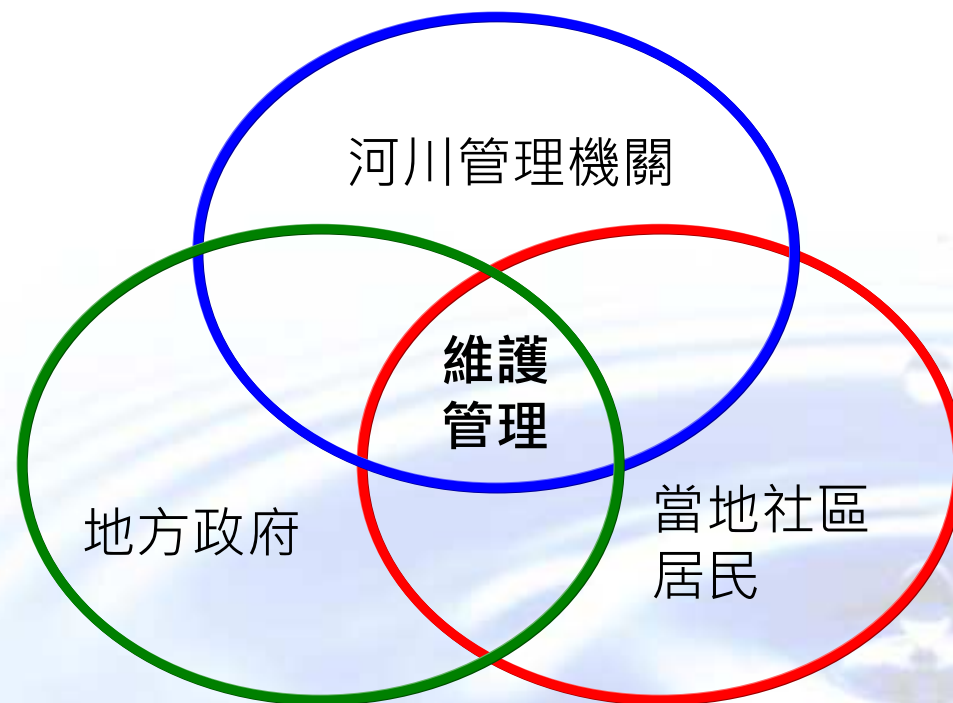 河川管理機關
維護
管理
地方政府
當地社區
居民